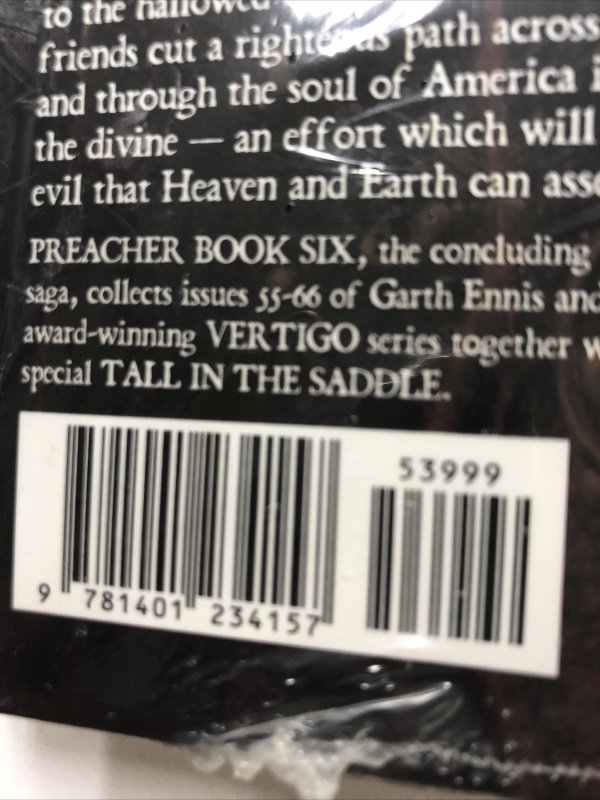 to the hallowed
friends cut a righteous path across
and through the soul of America i
the divine — an effort which will
evil that Heaven and Earth can asse
PREACHER BOOK SIX, the concluding
saga, collects issues 55-66 of Garth Ennis and
award-winning VERTIGO series together w
special TALL IN THE SADDLE.
53999
9 781401 234157